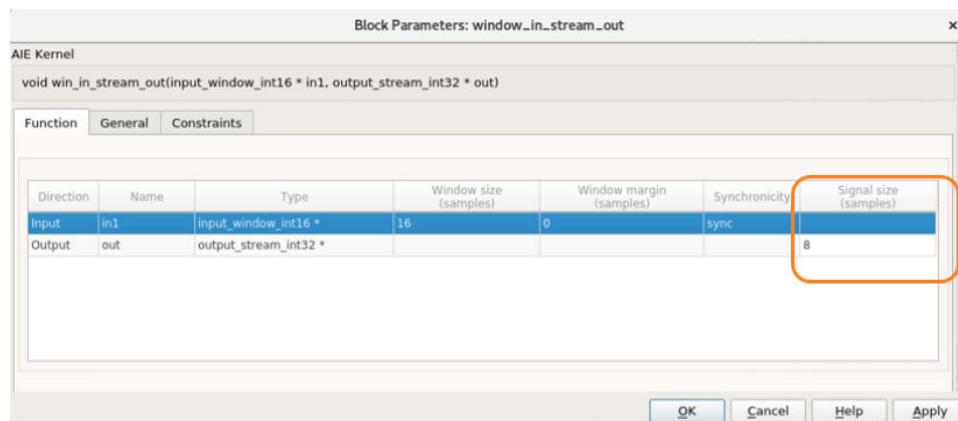 Block Parameters: window_in_stream_out ×
AIE Kernel
void win_in_stream_out(input_window_int16 * in1, output_stream_int32 * out)
Function General Constraints
Direction Name Type Window size (samples) Window margin (samples) Synchronicity Signal size (samples)
Input in1 input_window_int16 * 16 0 sync
Output out output_stream_int32 * 8
OK Cancel Help Apply